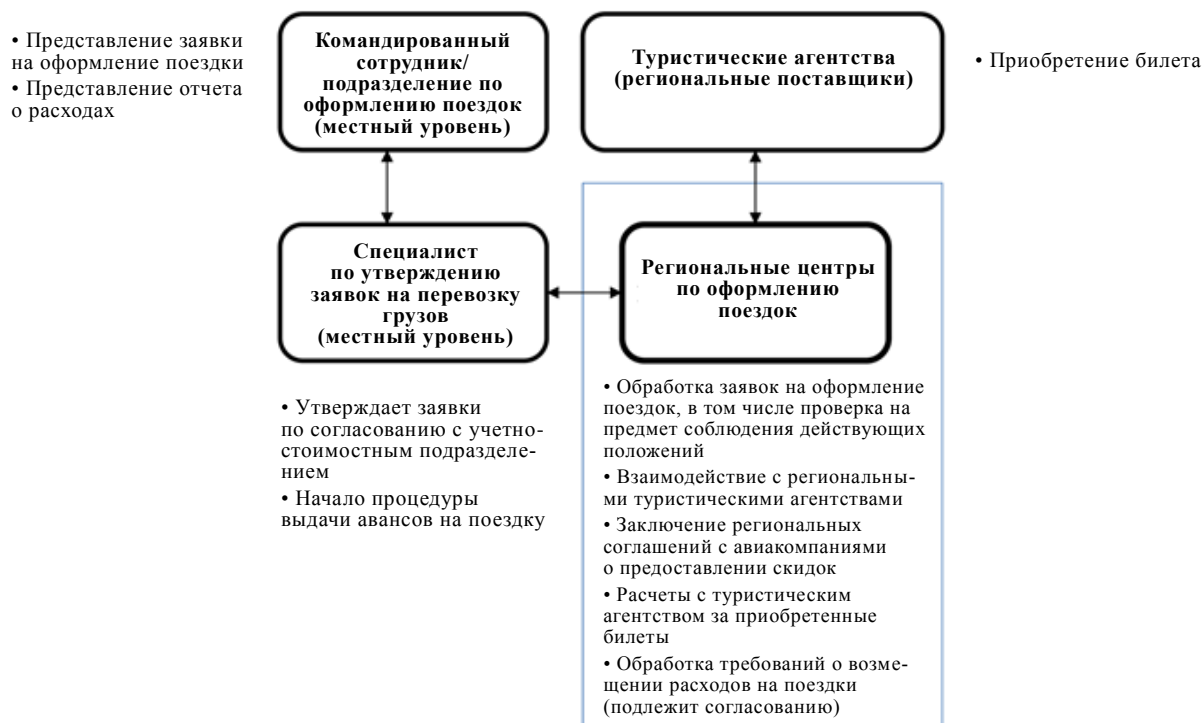 • Представление заявки
на оформление поездки
• Представление отчета
о расходах
Командированный
сотрудник/
подразделение по
оформлению поездок
(местный уровень)
Туристические агентства
(региональные поставщики)
• Приобретение билета
Специалист
по утверждению
заявок на перевозку
грузов
(местный уровень)
Региональные центры
по оформлению
поездок
• Утверждает заявки
по согласованию с учетно-
стоимостным подразделе-
нием
• Начало процедуры
выдачи авансов на поездку
• Обработка заявок на оформление
поездок, в том числе проверка на
предмет соблюдения действующих
положений
• Взаимодействие с региональны-
ми туристическими агентствами
• Заключение региональных
соглашений с авиакомпаниями
о предоставлении скидок
• Расчеты с туристическим
агентством за приобретенные
билеты
• Обработка требований о возме-
щении расходов на поездки
(подлежит согласованию)